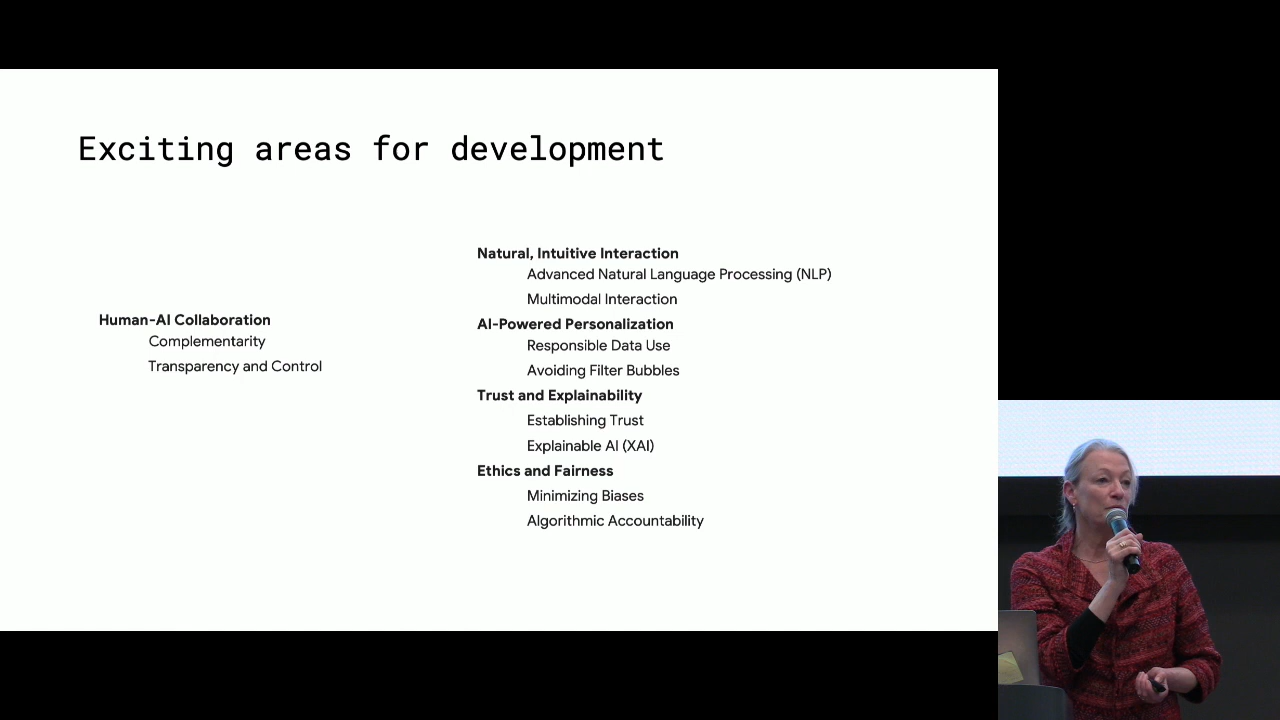 Exciting areas for development
Human-AI Collaboration
Complementarity
Transparency and Control
Natural, Intuitive Interaction
Advanced Natural Language Processing (NLP)
Multimodal Interaction
AI-Powered Personalization
Responsible Data Use
Avoiding Filter Bubbles
Trust and Explainability
Establishing Trust
Explainable AI (XAI)
Ethics and Fairness
Minimizing Biases
Algorithmic Accountability